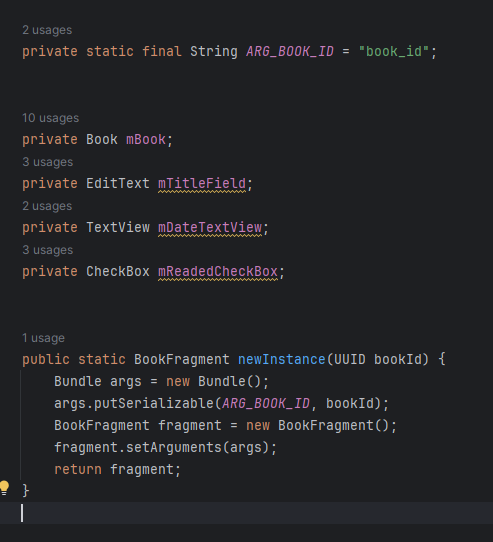 2 usages
private static final String ARG_BOOK_ID = "book_id";
10 usages
private Book mBook;
3 usages
private EditText mTitleField;
2 usages
private TextView mDateTextView;
3 usages
private CheckBox mReadedCheckBox;
1 usage
public static BookFragment newInstance(UUID bookId) {
    Bundle args = new Bundle();
    args.putSerializable(ARG_BOOK_ID, bookId);
    BookFragment fragment = new BookFragment();
    fragment.setArguments(args);
    return fragment;
}